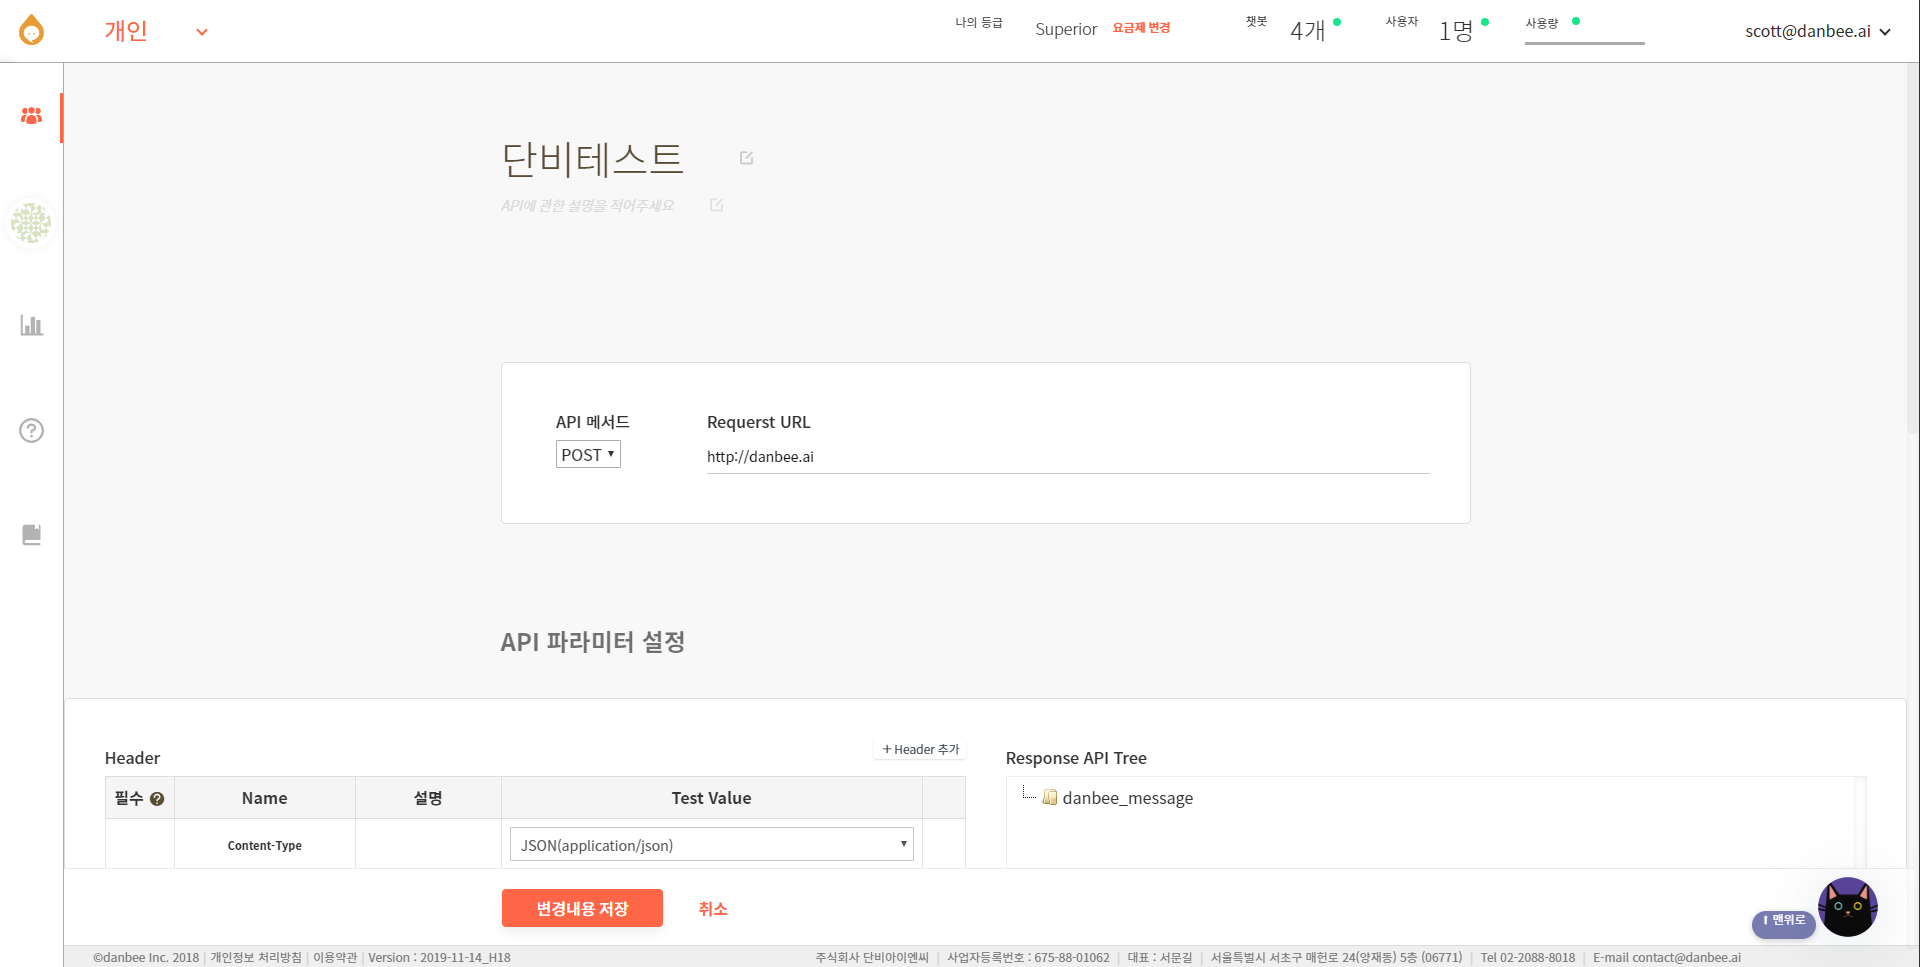 개인 나의 등급 Superior 요금제 변경 챗봇 4개 사용자 1명 사용량 scott@danbee.ai
단비테스트
API에 관한 설명을 적어주세요
API 메서드 Requerst URL
POST http://danbee.ai
API 파라미터 설정
Header + Header 추가 Response API Tree
필수 Name 설명 Test Value danbee_message
Content-Type JSON(application/json)
변경내용 저장 취소
맨위로
©danbee Inc. 2018 | 개인정보 처리방침 | 이용약관 | Version : 2019-11-14_H18 주식회사 단비아이엔씨 | 사업자등록번호 : 675-88-01062 | 대표 : 서문길 | 서울특별시 서초구 매헌로 24(양재동) 5층 (06771) | Tel 02-2088-8018 | E-mail contact@danbee.ai